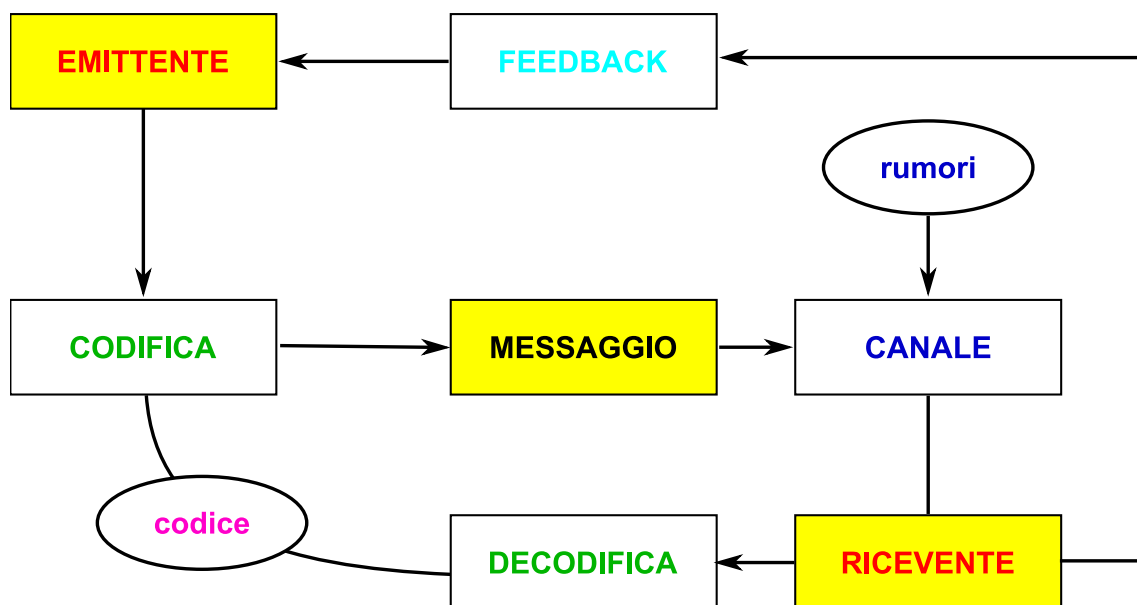 EMITTENTE
FEEDBACK
rumori
CODIFICA
MESSAGGIO
CANALE
codice
DECODIFICA
RICEVENTE